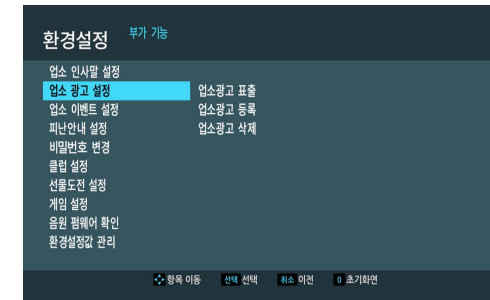 환경설정 부가 기능
업소 인사말 설정
업소 광고 설정 업소광고 표출
업소 이벤트 설정 업소광고 등록
피난안내 설정 업소광고 삭제
비밀번호 변경
클럽 설정
선물도전 설정
게임 설정
음원 펌웨어 확인
환경설정값 관리
항목 이동 선택 선택 취소 이전 0 초기화면